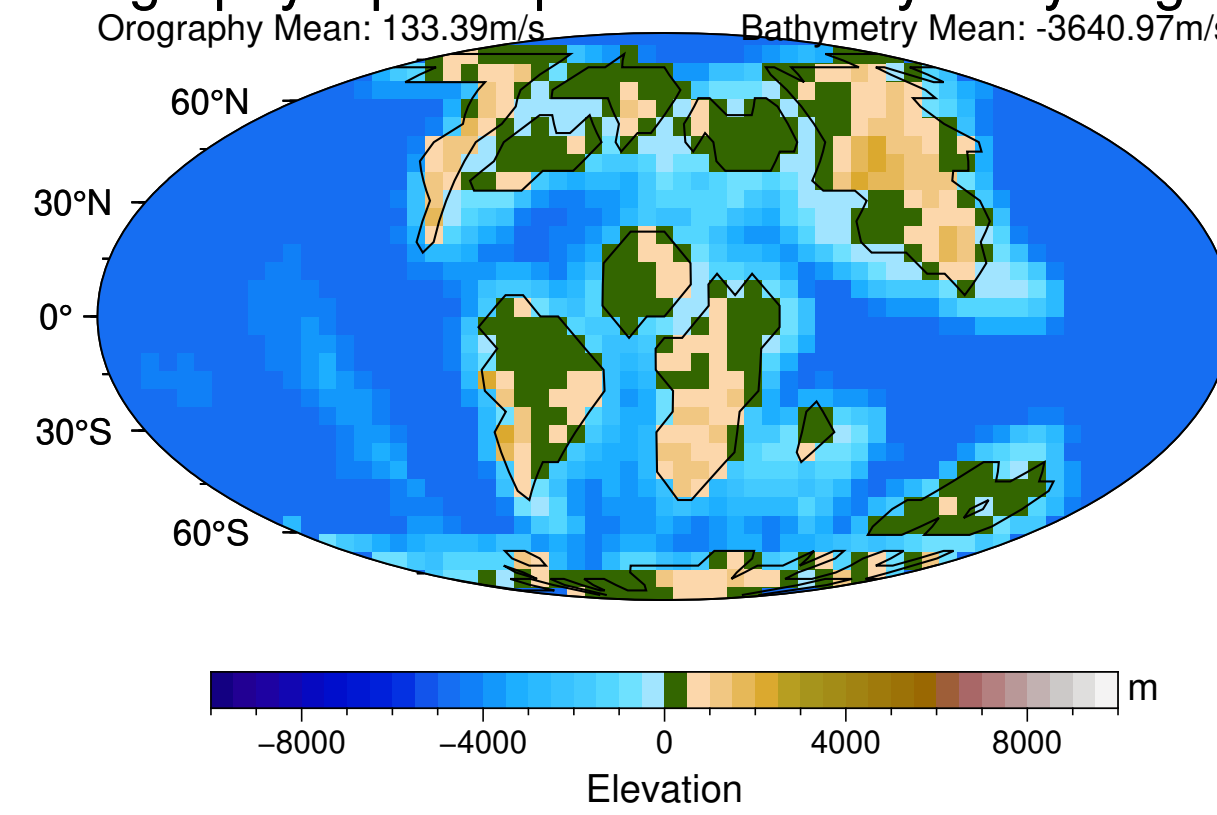 Orography Mean: 133.39m/s Bathymetry Mean: -3640.97m/s
60°N
30°N
0°
30°S
60°S
−8000 −4000 0 4000 8000 m
Elevation